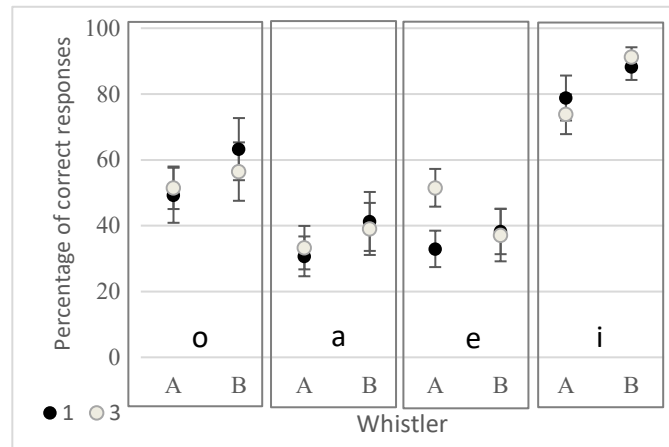 Percentage of correct responses
100
80
60
40
20
0
o a e i
A B A B A B A B
1 3
Whistler